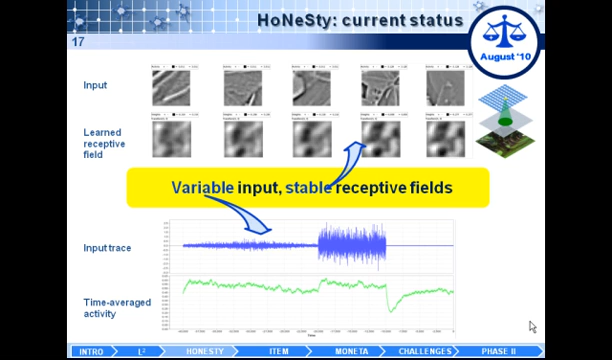 HoNeSty: current status
17
August '10
Input
Learned
receptive
field
Variable input, stable receptive fields
Input trace
Time-averaged
activity
INTRO
L²
HONESTY
ITEM
MONETA
CHALLENGES
PHASE II